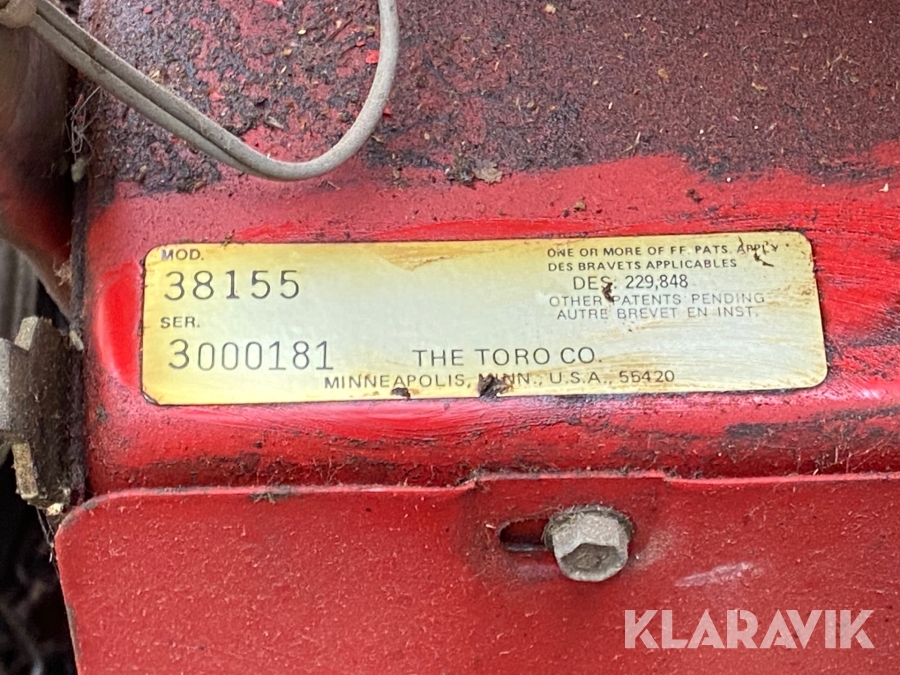 MOD.
38155
SER.
3000181
ONE OR MORE OF FF. PATS. APPLY
DES BRAVETS APPLICABLES
DES. 229,848
OTHER PATENTS PENDING
AUTRE BREVET EN INST.
THE TORO CO.
MINNEAPOLIS, MINN., U.S.A., 55420
KLARAVIK